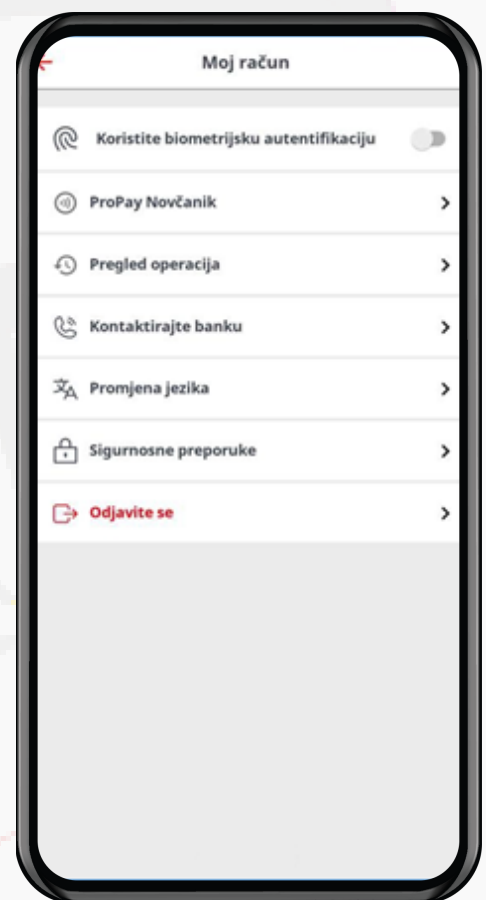 Moj račun
Koristite biometrijsku autentifikaciju
ProPay Novčanik
Pregled operacija
Kontaktirajte banku
Promjena jezika
Sigurnosne preporuke
Odjavite se